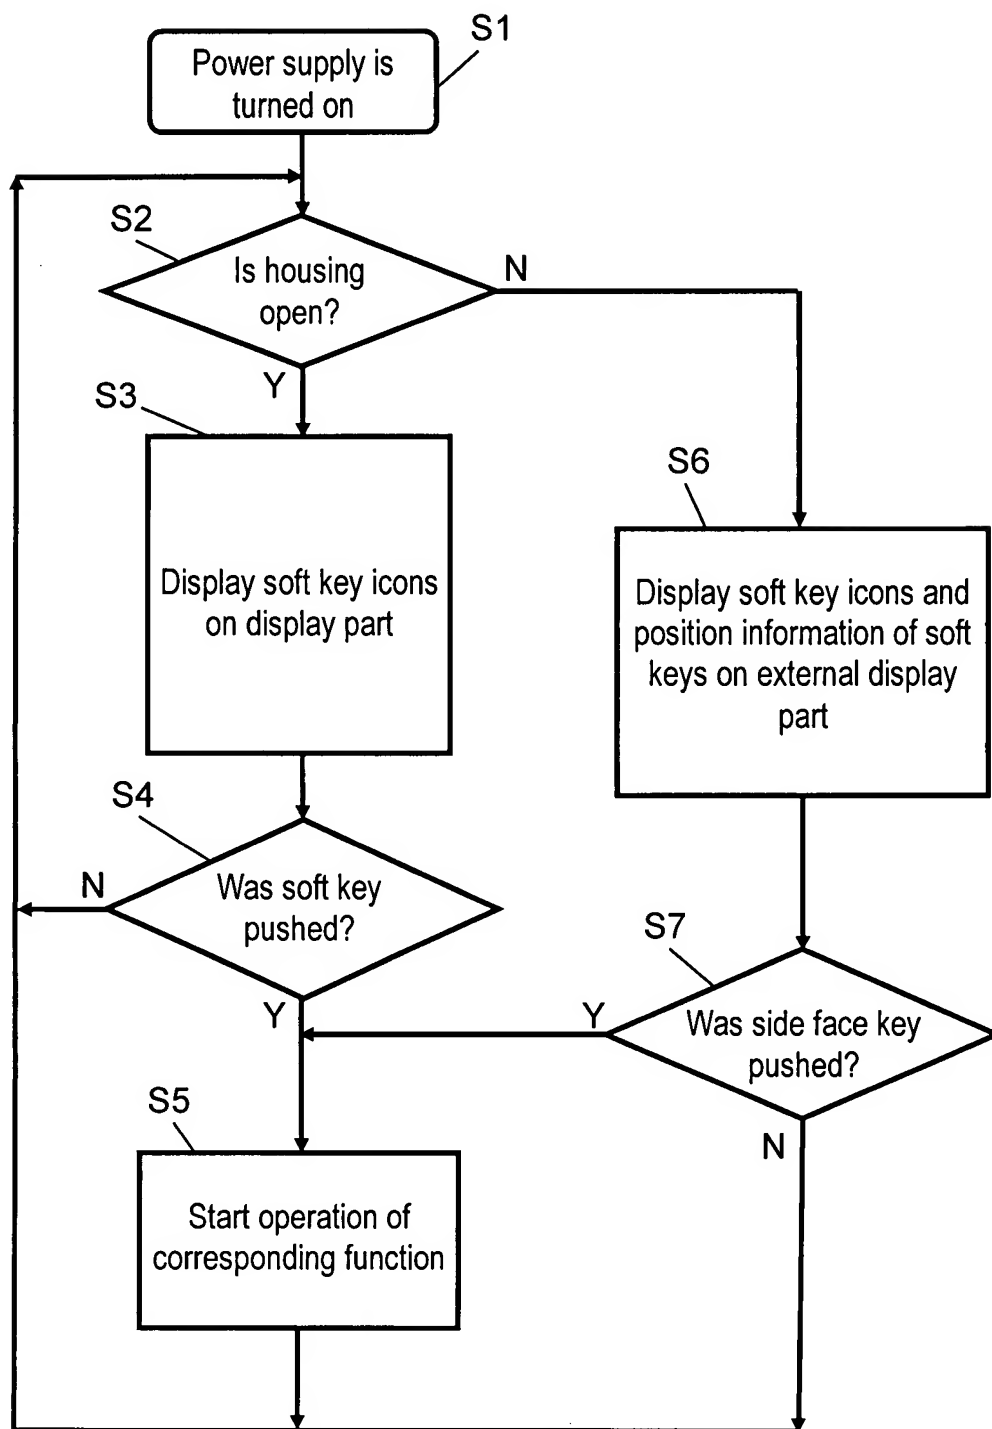 S1
Power supply is
turned on
S2
Is housing
open?
N
Y
S3
Display soft key icons
on display part
S6
Display soft key icons and
position information of soft
keys on external display
part
S4
Was soft key
pushed?
N
Y
S7
Was side face key
pushed?
Y
N
S5
Start operation of
corresponding function